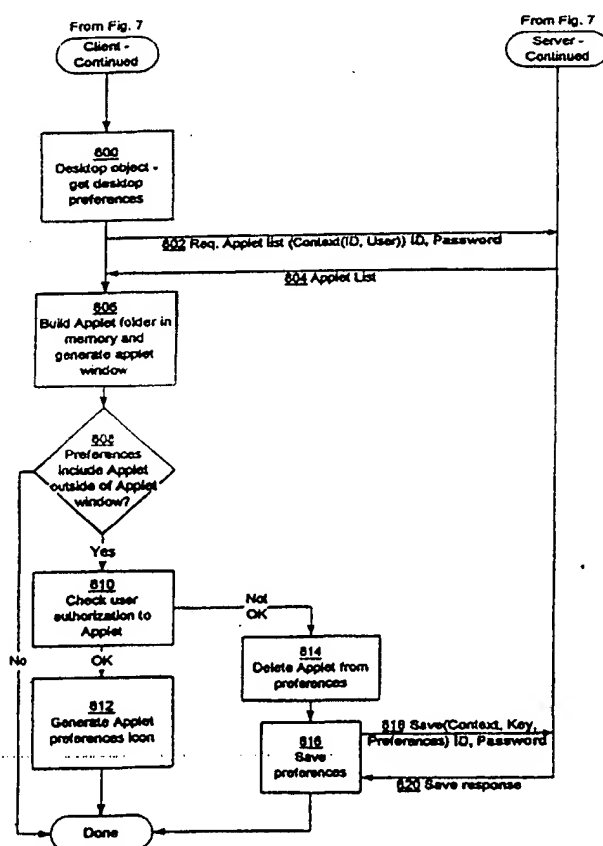 From Fig. 7
Client -
Continued
From Fig. 7
Server -
Continued
800
Desktop object -
get desktop
preferences
802 Req. Applet list (Context(ID, User)) ID, Password
804 Applet List
806
Build Applet folder in
memory and
generate applet
window
808
Preferences
include Applet
outside of Applet
window?
Yes
No
810
Check user
authorization to
Applet
Not
OK
OK
814
Delete Applet from
preferences
812
Generate Applet
preferences Icon
816
Save
preferences
818 Save(Context, Key,
Preferences) ID, Password
820 Save response
Done